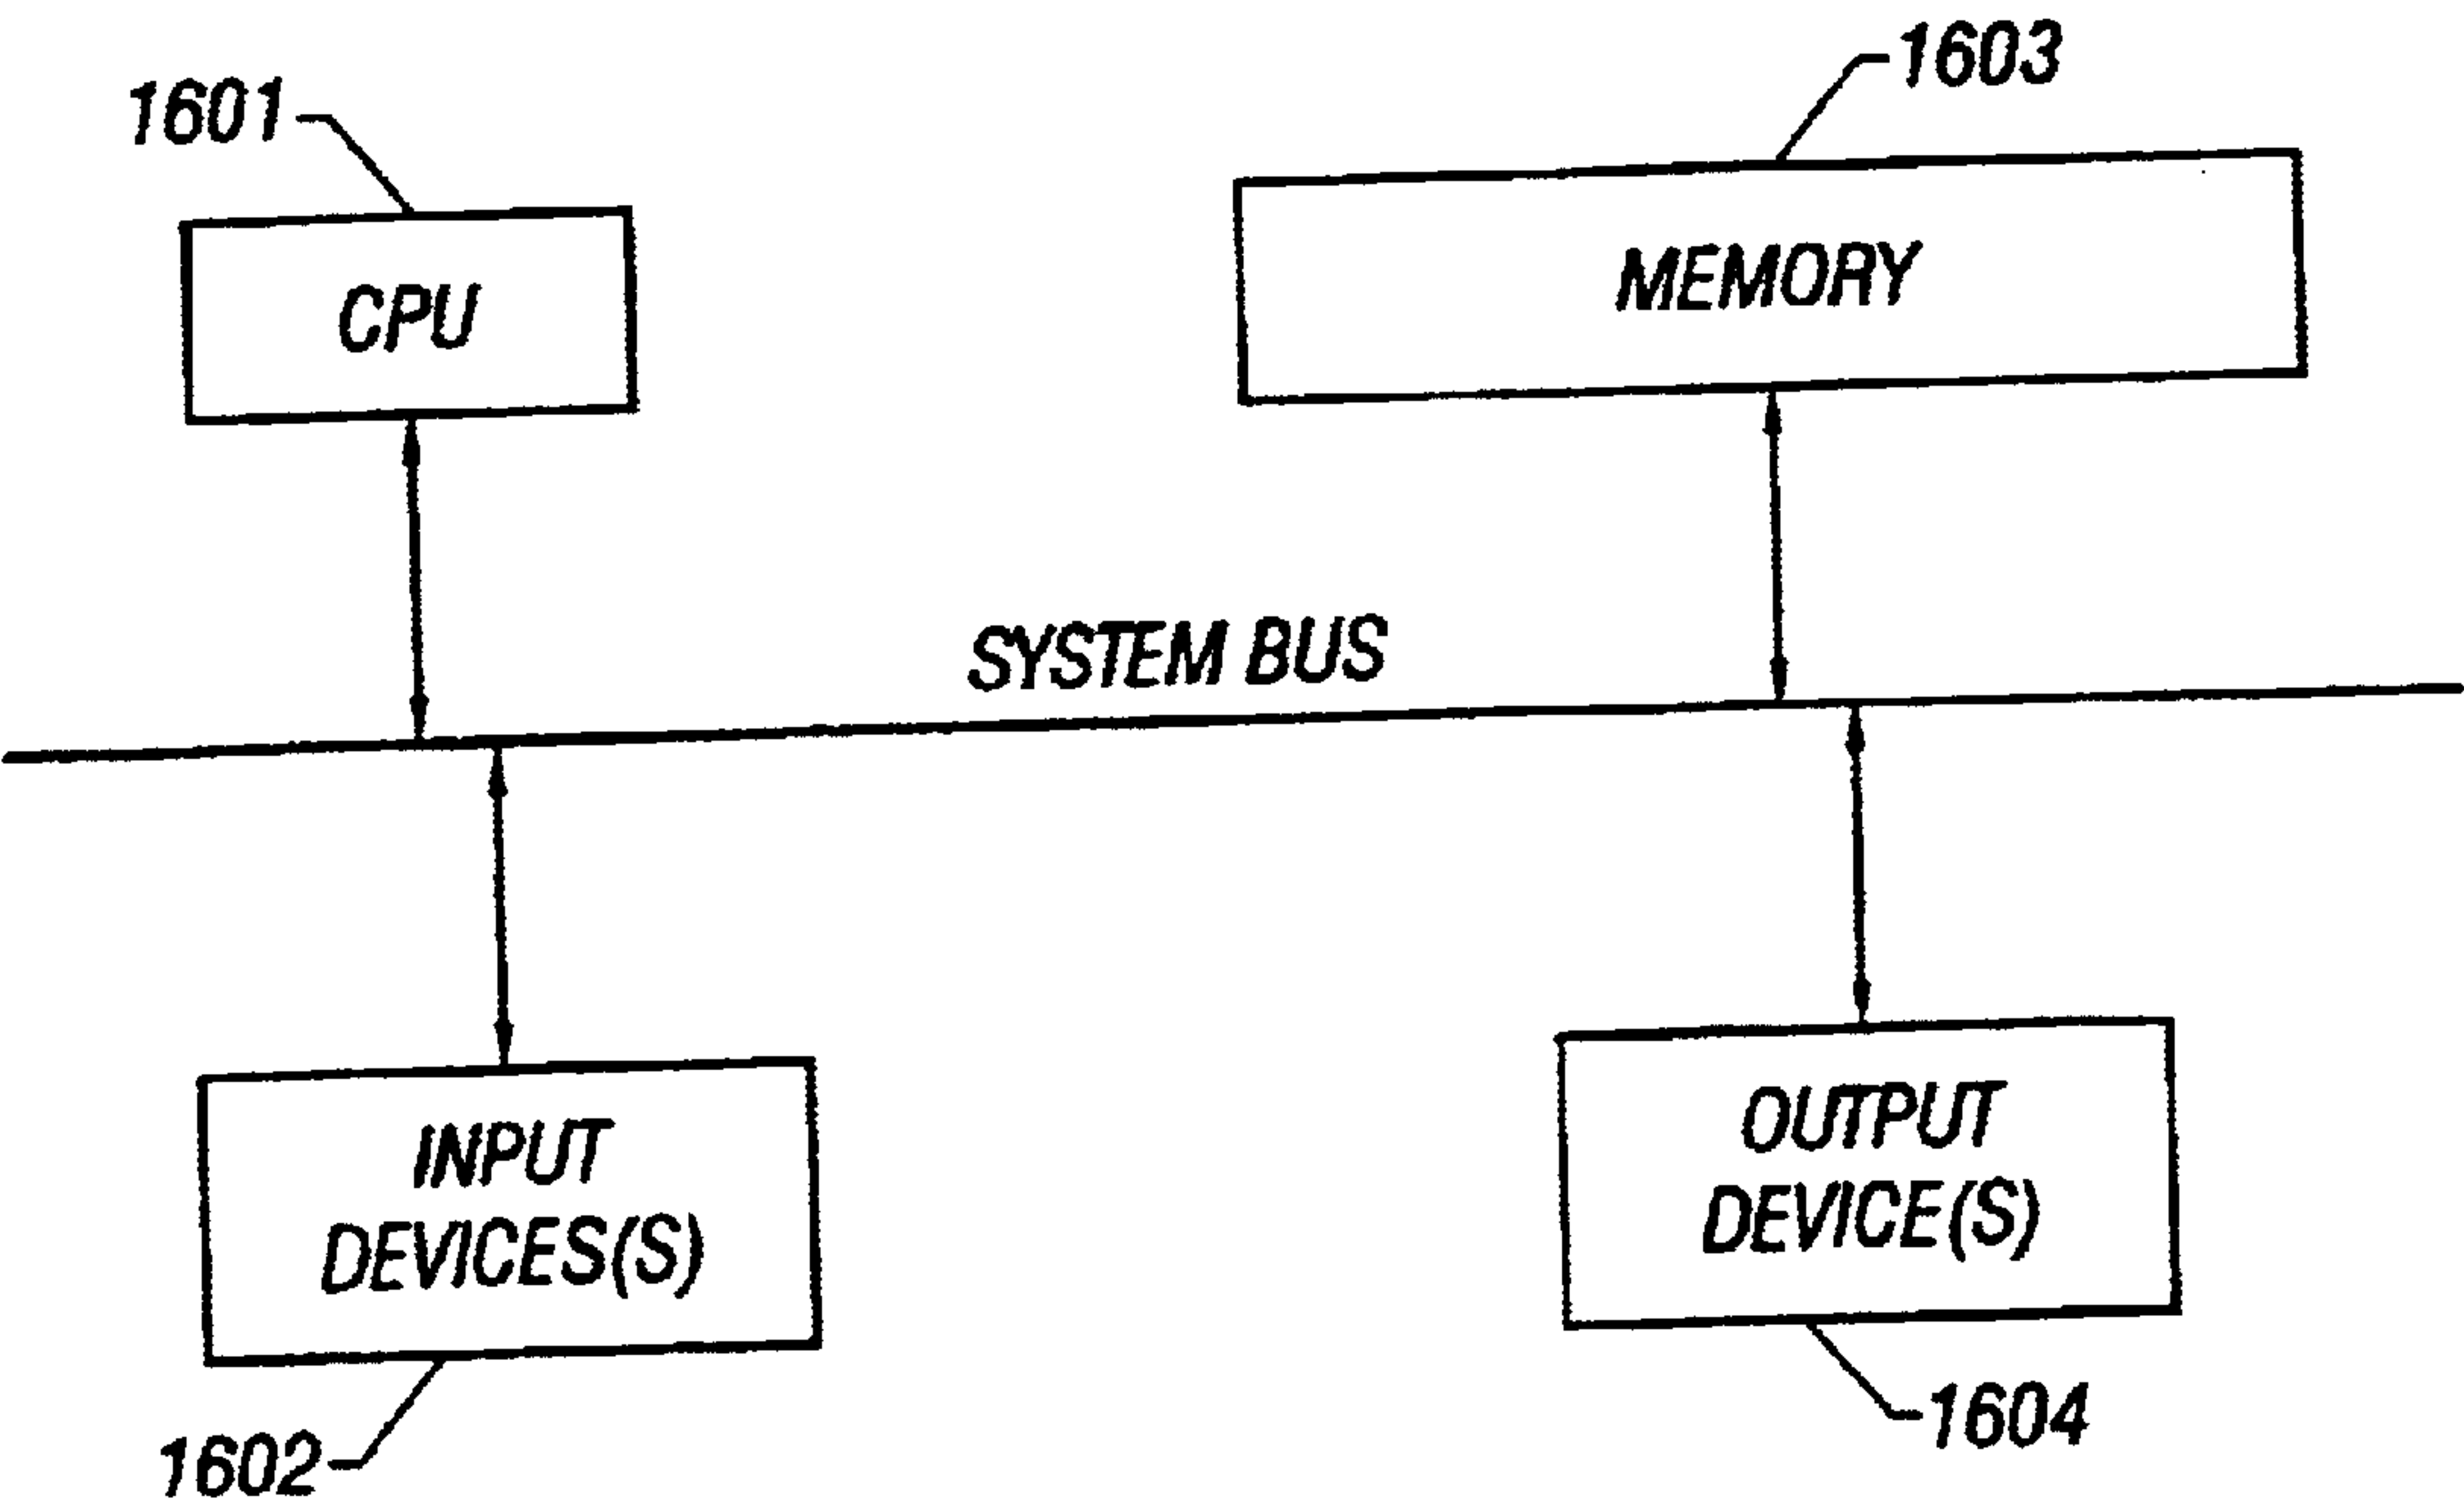 1601
1603
CPU
MEMORY
SYSTEM BUS
INPUT
DEVICES(S)
OUTPUT
DEVICE(S)
1602
1604